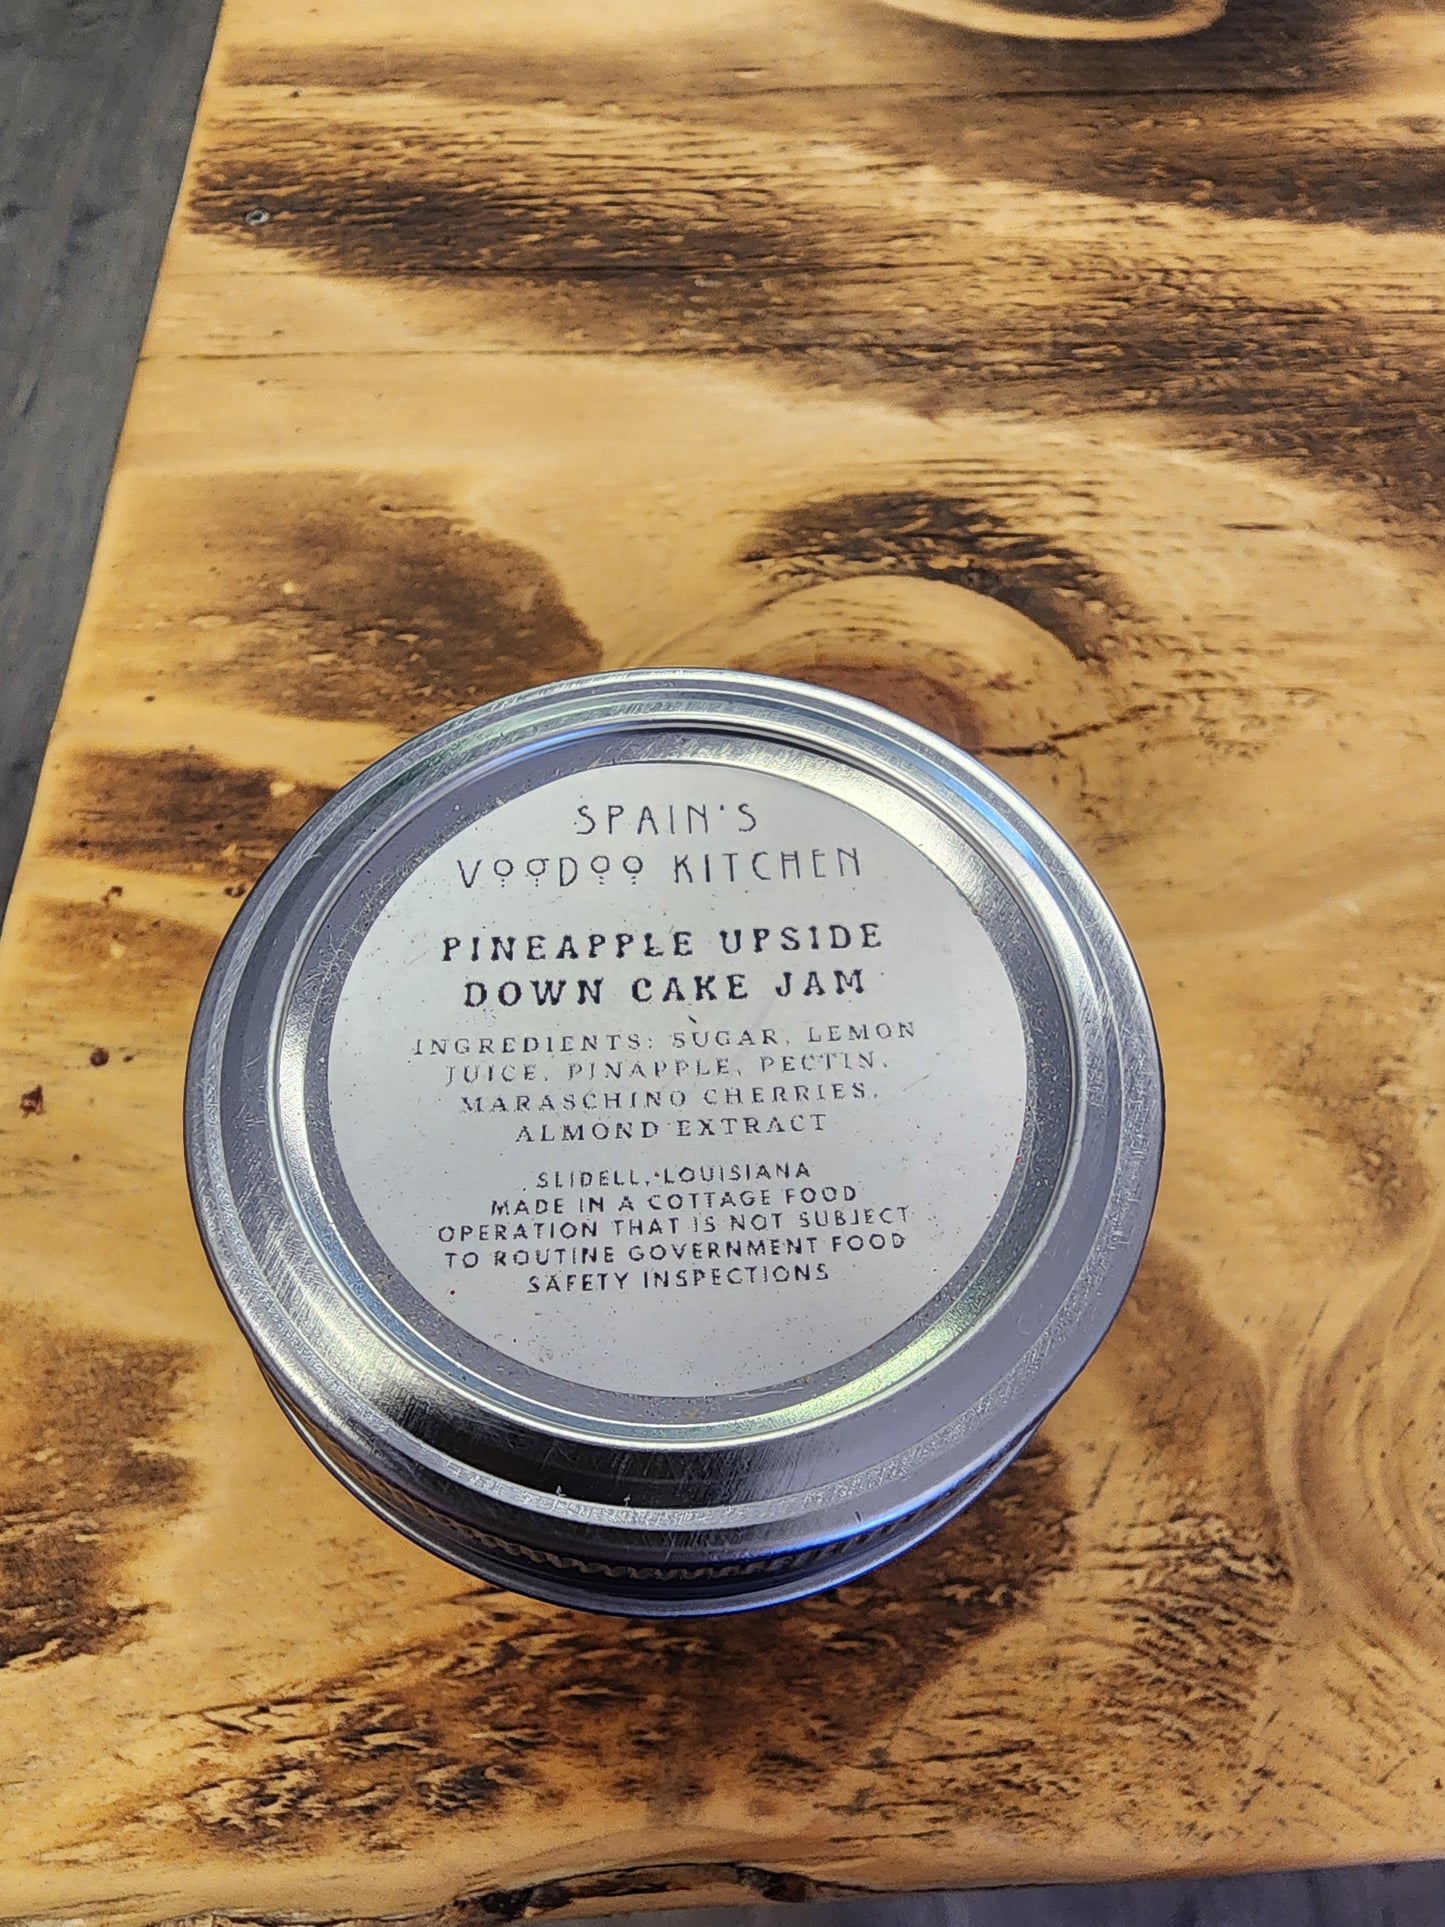 SPAIN'S
VOODOO KITCHEN
PINEAPPLE UPSIDE
DOWN CAKE JAM
INGREDIENTS: SUGAR, LEMON
JUICE, PINAPPLE, PECTIN,
MARASCHINO CHERRIES,
ALMOND EXTRACT
SLIDELL, LOUISIANA
MADE IN A COTTAGE FOOD
OPERATION THAT IS NOT SUBJECT
TO ROUTINE GOVERNMENT FOOD
SAFETY INSPECTIONS